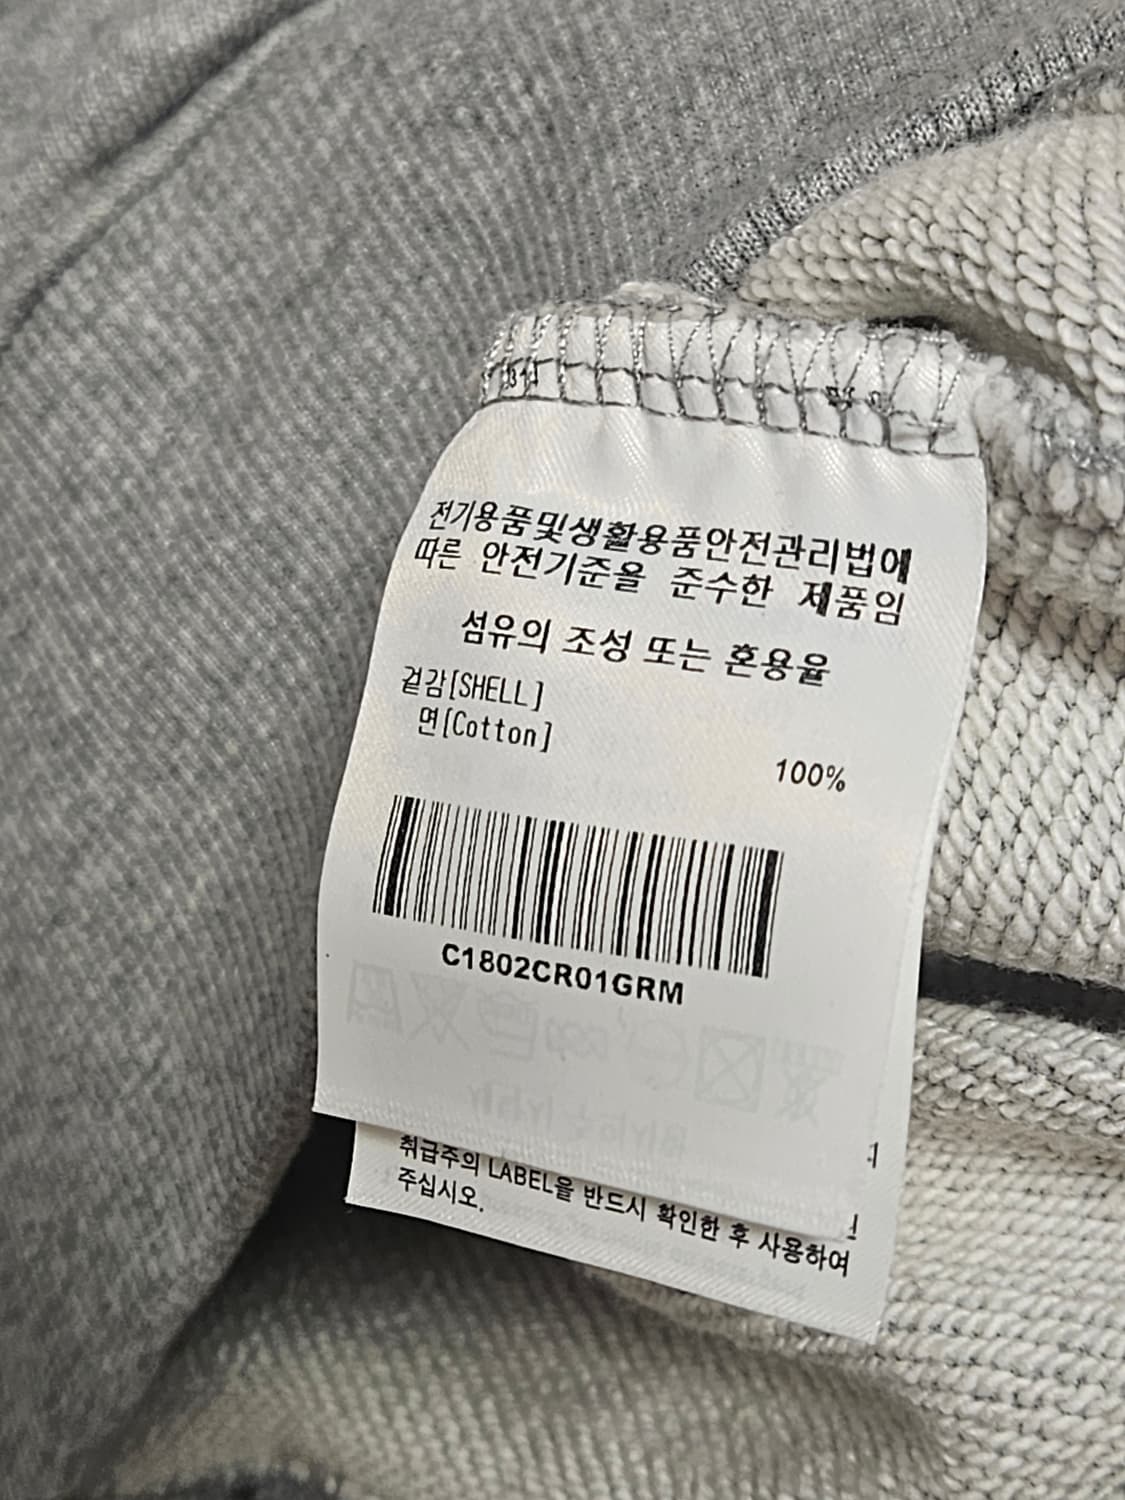 전기용품및생활용품안전관리법에
따른 안전기준을 준수한 제품임
섬유의 조성 또는 혼용율
겉감[SHELL]
면[Cotton]
100%
C1802CR01GRM
취급주의 LABEL을 반드시 확인한 후 사용하여
주십시오.